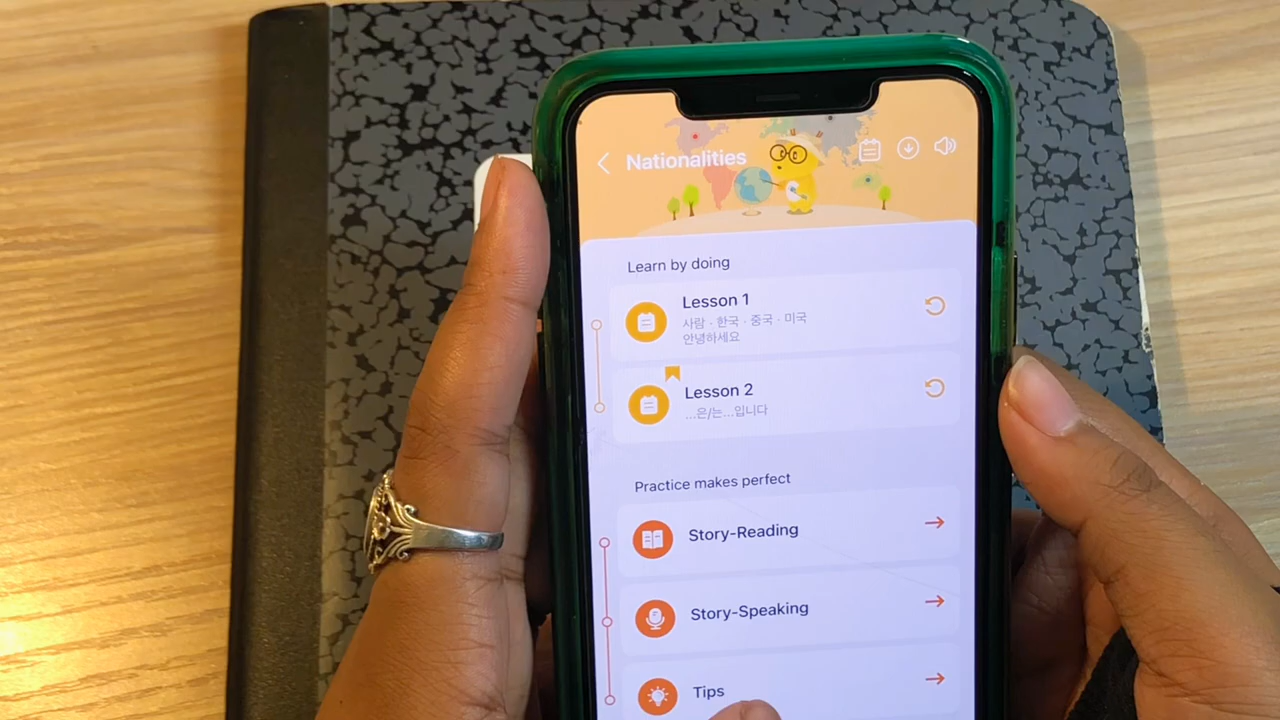 Nationalities
Learn by doing
Lesson 1
사람 · 한국 · 중국 · 미국
안녕하세요
Lesson 2
...은/는...입니다
Practice makes perfect
Story-Reading
Story-Speaking
Tips